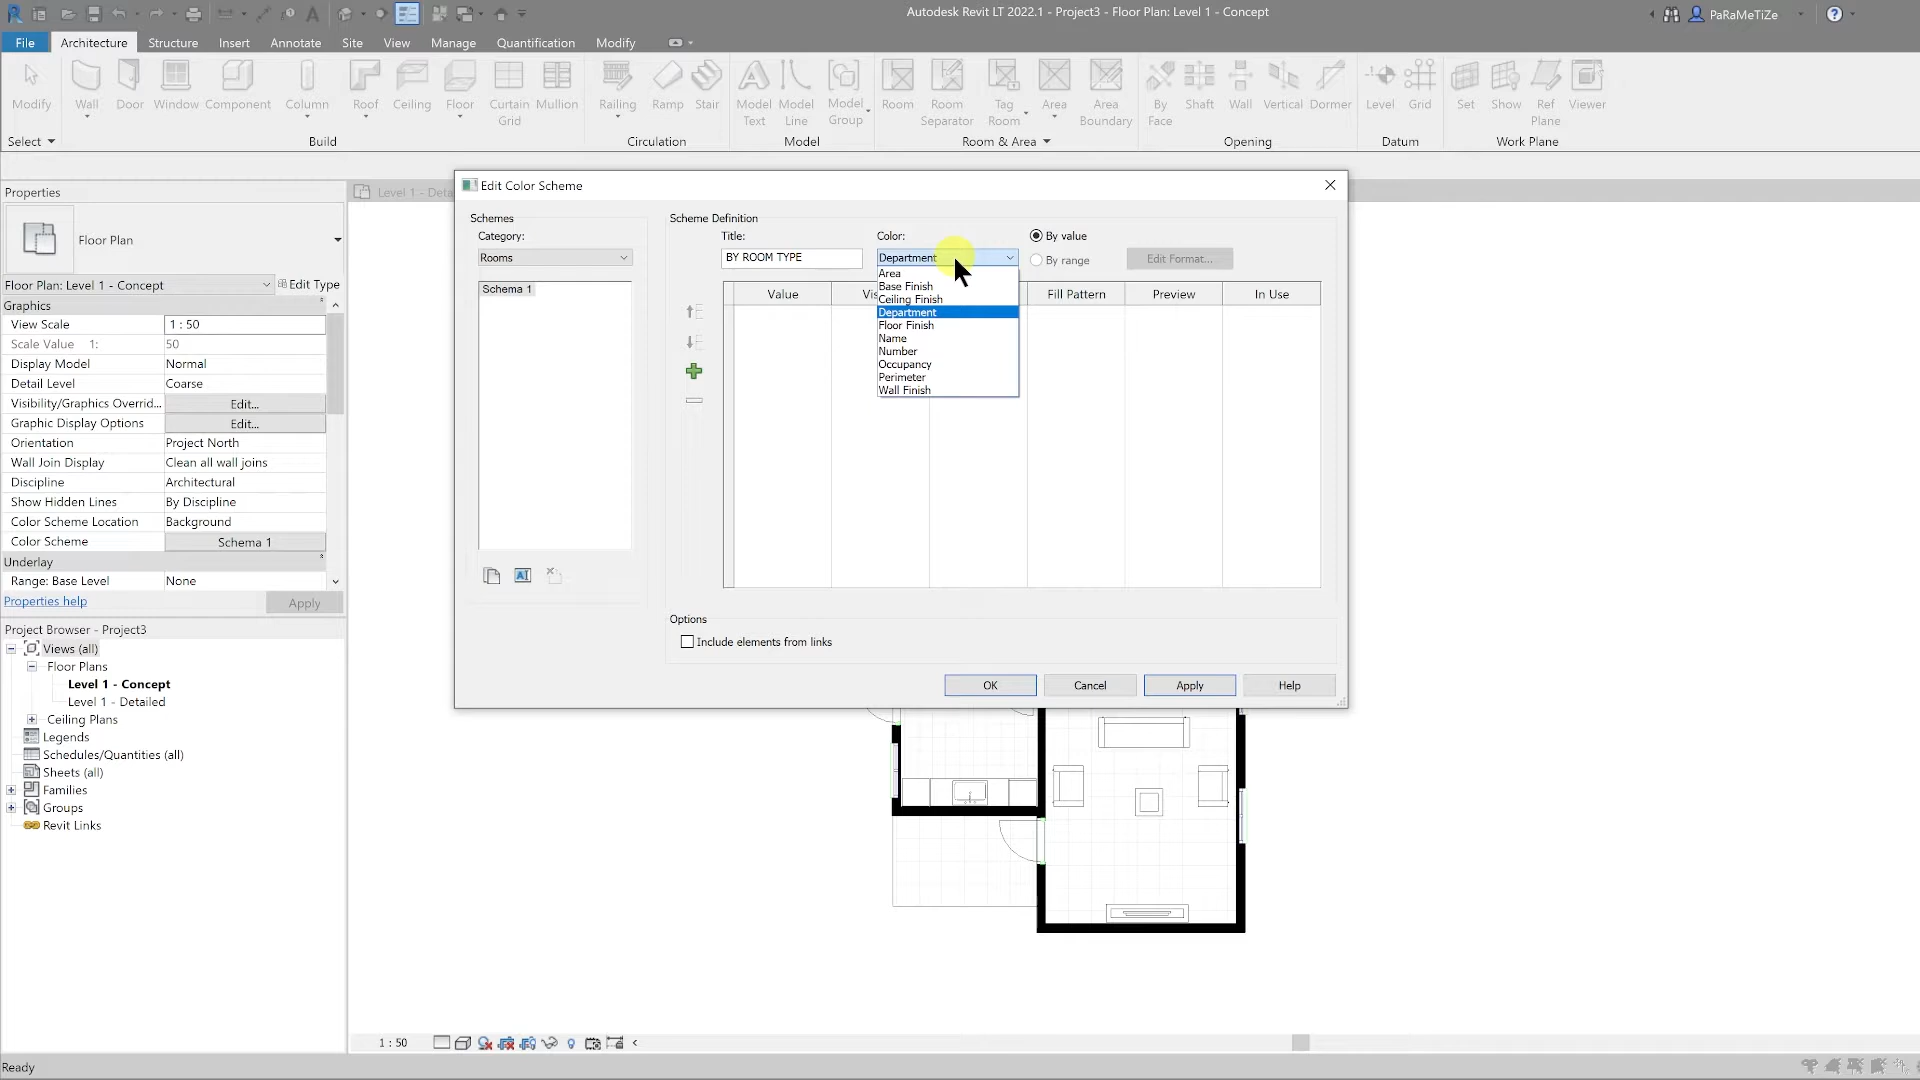 Autodesk Revit LT 2022.1 - Project3 - Floor Plan: Level 1 - Concept
PaRaMeTiZe
File Architecture Structure Insert Annotate Site View Manage Quantification Modify
Modify Wall Door Window Component Column Roof Ceiling Floor Curtain Grid Mullion Railing Ramp Stair Model Text Model Line Model Group Room Room Separator Tag Room Area Area Boundary By Face Shaft Wall Vertical Dormer Level Grid Set Show Ref Plane Viewer
Select Build Circulation Model Room & Area Opening Datum Work Plane
Properties
Level 1 - Deta
Floor Plan
Floor Plan: Level 1 - Concept Edit Type
Graphics
View Scale 1 : 50
Scale Value 1: 50
Display Model Normal
Detail Level Coarse
Visibility/Graphics Overrid... Edit...
Graphic Display Options Edit...
Orientation Project North
Wall Join Display Clean all wall joins
Discipline Architectural
Show Hidden Lines By Discipline
Color Scheme Location Background
Color Scheme Schema 1
Underlay
Range: Base Level None
Properties help Apply
Project Browser - Project3
Views (all)
Floor Plans
Level 1 - Concept
Level 1 - Detailed
Ceiling Plans
Legends
Schedules/Quantities (all)
Sheets (all)
Families
Groups
Revit Links
Edit Color Scheme
Schemes
Category:
Rooms
Schema 1
Scheme Definition
Title: Color: By value
BY ROOM TYPE Department By range Edit Format...
Value Vis Fill Pattern Preview In Use
Area
Base Finish
Ceiling Finish
Department
Floor Finish
Name
Number
Occupancy
Perimeter
Wall Finish
Options
Include elements from links
OK Cancel Apply Help
1 : 50
Ready